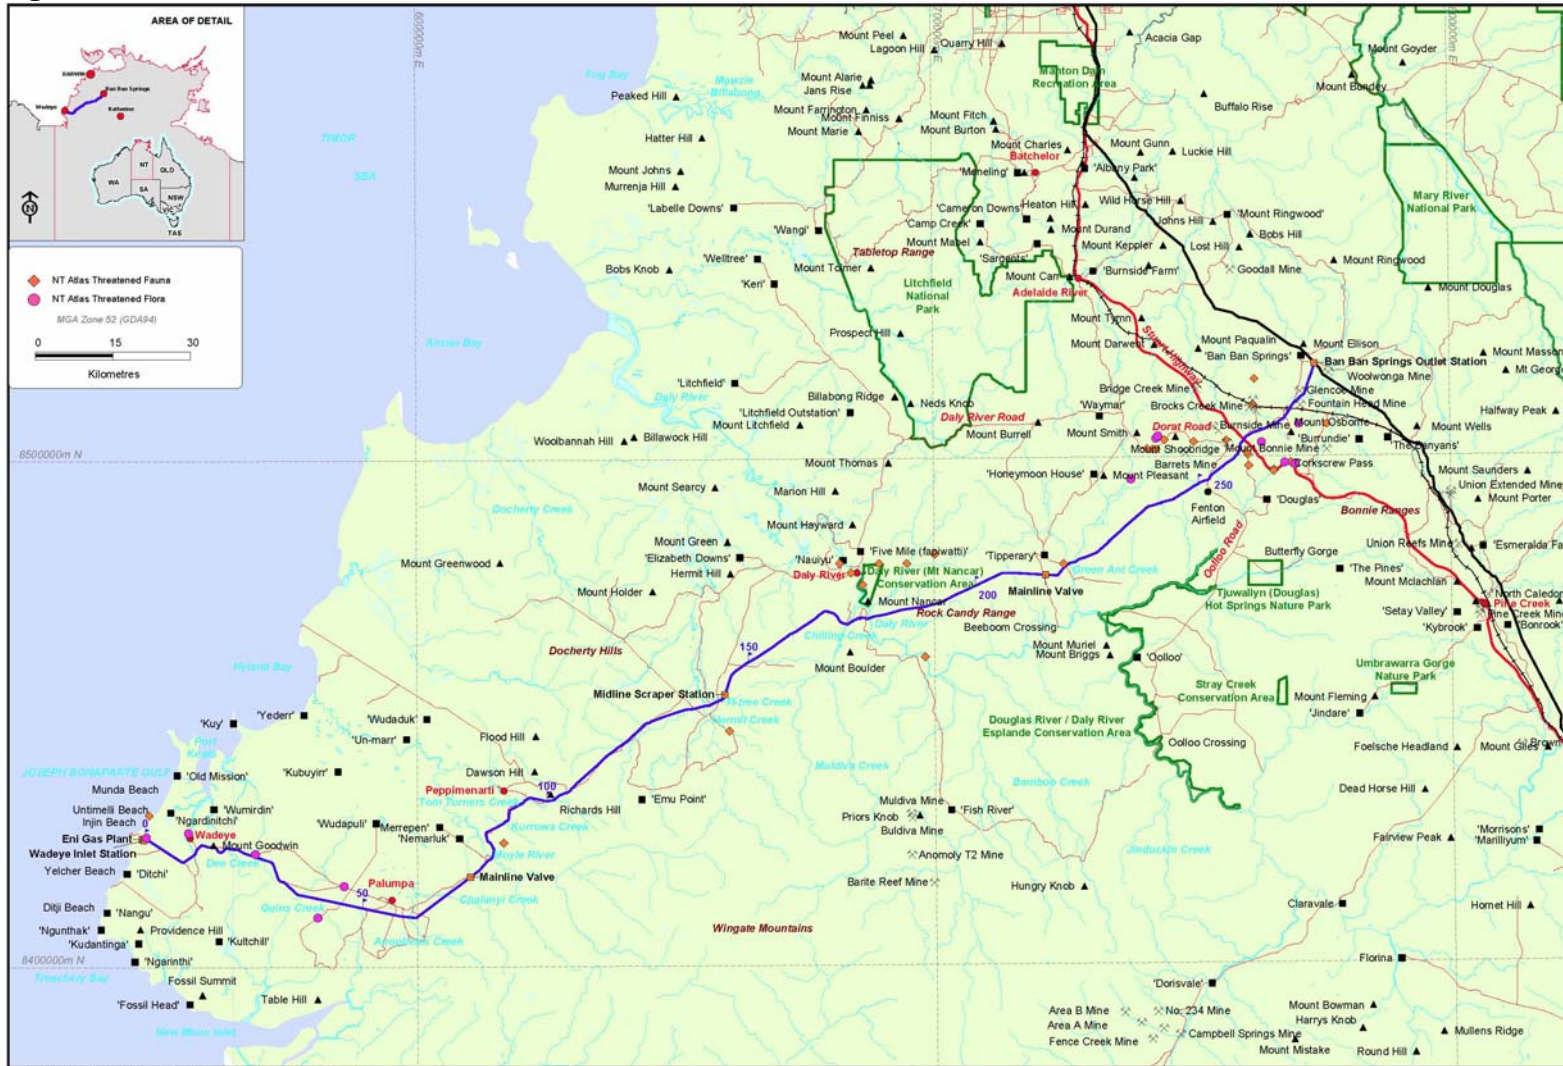 AREA OF DETAIL
DARWIN
Ban Ban Springs
Wadeye
Katherine
NT
QLD
WA
SA
NSW
VIC
TAS
N
NT Atlas Threatened Fauna
NT Atlas Threatened Flora
MGA Zone 52 (GDA94)
0 15 30
Kilometres
600000m E
700000m E
8500000m N
8400000m N
Mount Peel
Lagoon Hill
Quarry Hill
Acacia Gap
Mount Goyder
Fog Bay
Mount Alarie
Jans Rise
Manton Dam
Recreation Area
Mount Bundey
Peaked Hill
Buffalo Rise
Mount Farrington
Mount Finniss
Mount Fitch
Mount Marie
Mount Burton
TIMOR
SEA
Hatter Hill
Mount Charles
Mount Gunn
Luckie Hill
Batchelor
'Meneling'
'Albany Park'
Mount Johns
Murrenja Hill
Mary River
National Park
'Labelle Downs'
'Cameron Downs'
Heaton Hill
Wild Horse Hill
'Mount Ringwood'
'Wangi'
'Camp Creek'
Mount Durand
Johns Hill
Bobs Hill
Mount Mabel
Mount Keppler
Lost Hill
Tabletop Range
'Sargents'
'Welltree'
Mount Ringwood
Bobs Knob
Mount Tolmer
Mount Carr
'Burnside Farm'
Goodall Mine
'Keri'
Litchfield
National
Park
Adelaide River
Mount Douglas
Mount Tymn
Stuart Highway
Prospect Hill
Mount Darwent
Mount Paqualin
Mount Ellison
Mount Masson
'Ban Ban Springs'
Ban Ban Springs Outlet Station
Woolwonga Mine
'Litchfield'
Daly River
Billabong Ridge
Neds Knob
Bridge Creek Mine
Glencoe Mine
Fountain Head Mine
'Litchfield Outstation'
Daly River Road
'Waymar'
Brocks Creek Mine
Halfway Peak
Mount Litchfield
Mount Burrell
Mount Smith
Dorat Road
Burnside Mine
Mount Osborne
Mount Wells
Woolbannah Hill
Billawock Hill
Mount Shoobridge
Mount Bonnie Mine
'Burrundie'
Mount Thomas
Barrets Mine
Corkscrew Pass
Mount Saunders
'Honeymoon House'
Mount Pleasant
Union Extended Mine
Mount Searcy
Marion Hill
250
Mount Porter
Docherty Creek
Fenton
Airfield
'Douglas'
Bonnie Ranges
Mount Hayward
Mount Green
'Elizabeth Downs'
'Nauiyu'
'Tipperary'
Oolloo Road
Butterfly Gorge
Union Reefs Mine
Mount Greenwood
Hermit Hill
Daly River
Daly River (Mt Nancar)
Conservation Area
Green Ant Creek
'The Pines'
Mount Mclachlan
Mount Holder
Mount Nancar
200
Mainline Valve
Tjuwallyn (Douglas)
Hot Springs Nature Park
Pine Creek
Rock Candy Range
'Setay Valley'
'Kybrook'
'Bonrook'
Daly River
Beeboom Crossing
Chilling Creek
Docherty Hills
150
Mount Boulder
Mount Muriel
Mount Briggs
'Oolloo'
Umbrawarra Gorge
Nature Park
Hyland Bay
Midline Scraper Station
Stray Creek
Conservation Area
Mount Fleming
'Jindare'
Hermit Creek
'Kuy'
'Yederr'
'Wudaduk'
Douglas River / Daly River
Esplande Conservation Area
Port
Keats
'Un-marr'
Flood Hill
Oolloo Crossing
Foelsche Headland
Mount Giles
JOSEPH BONAPARTE GULF
'Old Mission'
'Kubuyirr'
Dawson Hill
Muldiva Creek
Bamboo Creek
Munda Beach
Peppimenarti
100
Dead Horse Hill
Tom Turners Creek
Richards Hill
'Emu Point'
Muldiva Mine
'Fish River'
Untimelli Beach
'Wumirdin'
Priors Knob
Injin Beach
0
'Ngardinitchi'
'Wudapuli'
'Merrepen'
Kurrowa Creek
Buldiva Mine
'Morrisons'
Eni Gas Plant
Wadeye
'Nemarluk'
Fairview Peak
'Marilliyum'
Mount Goodwin
Wadeye Inlet Station
Dee Creek
Moyle River
Anomoly T2 Mine
Jinduckin Creek
Yelcher Beach
'Ditchi'
Palumpa
Mainline Valve
Barite Reef Mine
Hungry Knob
50
Chalanyi Creek
Claravale
Ditji Beach
'Nangu'
Quins Creek
'Ngunthak'
Providence Hill
Wingate Mountains
'Kudantinga'
'Kultchill'
'Ngarinthi'
Florina
Treachery Bay
Fossil Summit
'Dorisvale'
'Fossil Head'
Table Hill
Area B Mine
No. 234 Mine
Mount Bowman
Area A Mine
Harrys Knob
Campbell Springs Mine
Mullens Ridge
Fence Creek Mine
Mount Mistake
Round Hill